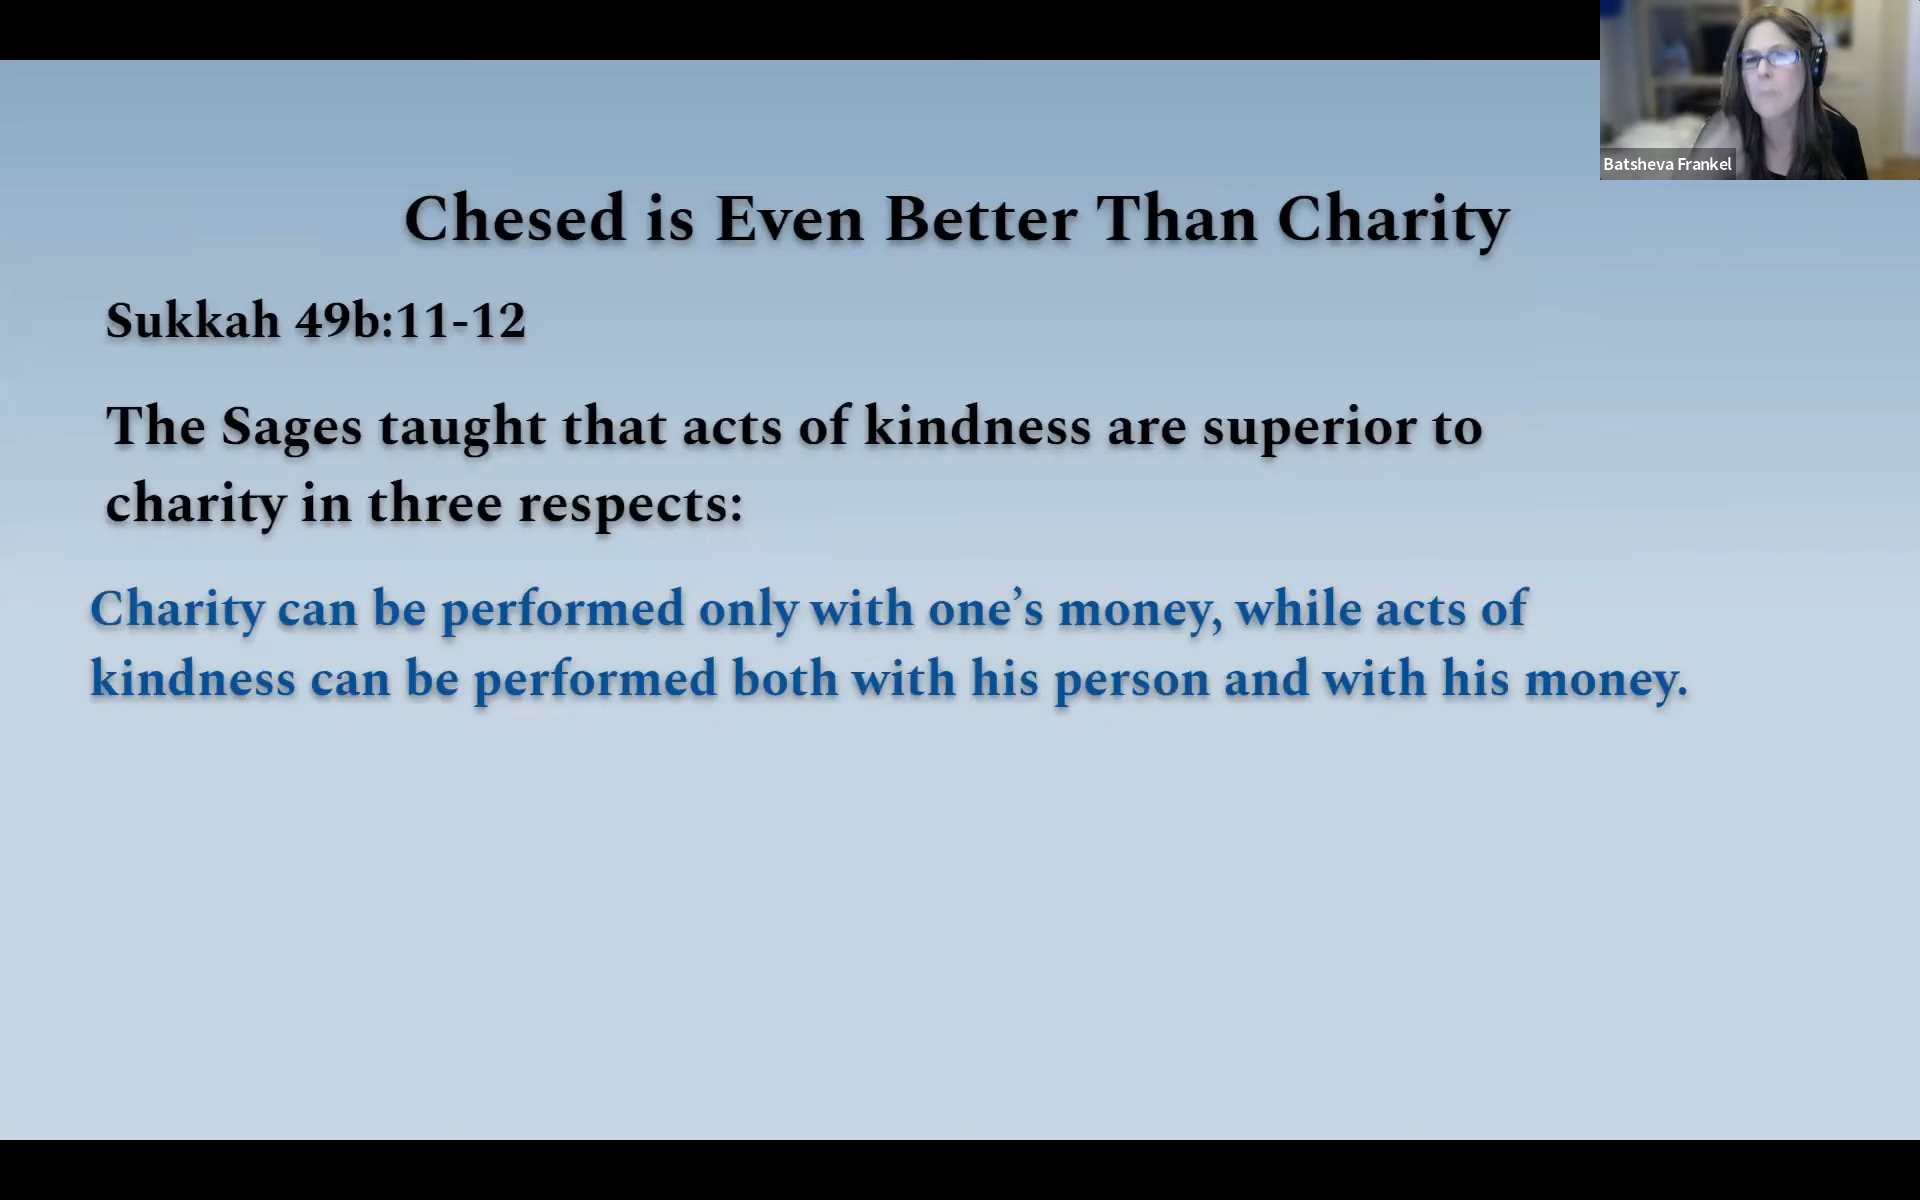 Batsheva Frankel
Chesed is Even Better Than Charity
Sukkah 49b:11-12
The Sages taught that acts of kindness are superior to
charity in three respects:
Charity can be performed only with one’s money, while acts of
kindness can be performed both with his person and with his money.